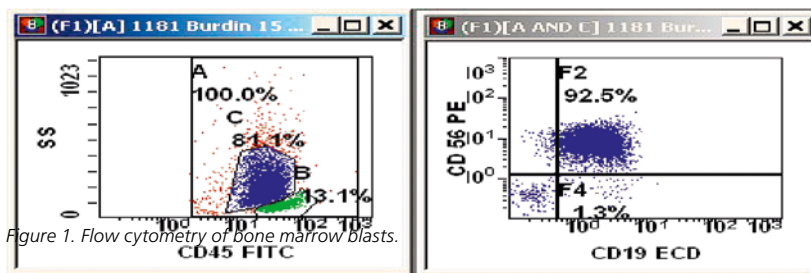 (F1)[A] 1181 Burdin 15 ...
1023
SS
0
A
100.0%
C
81.1%
B
13.1%
10⁰ 10¹ 10² 10³
CD45 FITC
Figure 1. Flow cytometry of bone marrow blasts.
(F1)[A AND C] 1181 Bur...
CD 56 PE
10³
10²
10¹
10⁰
F2
92.5%
F4
1.3%
10⁰ 10¹ 10² 10³
CD19 ECD